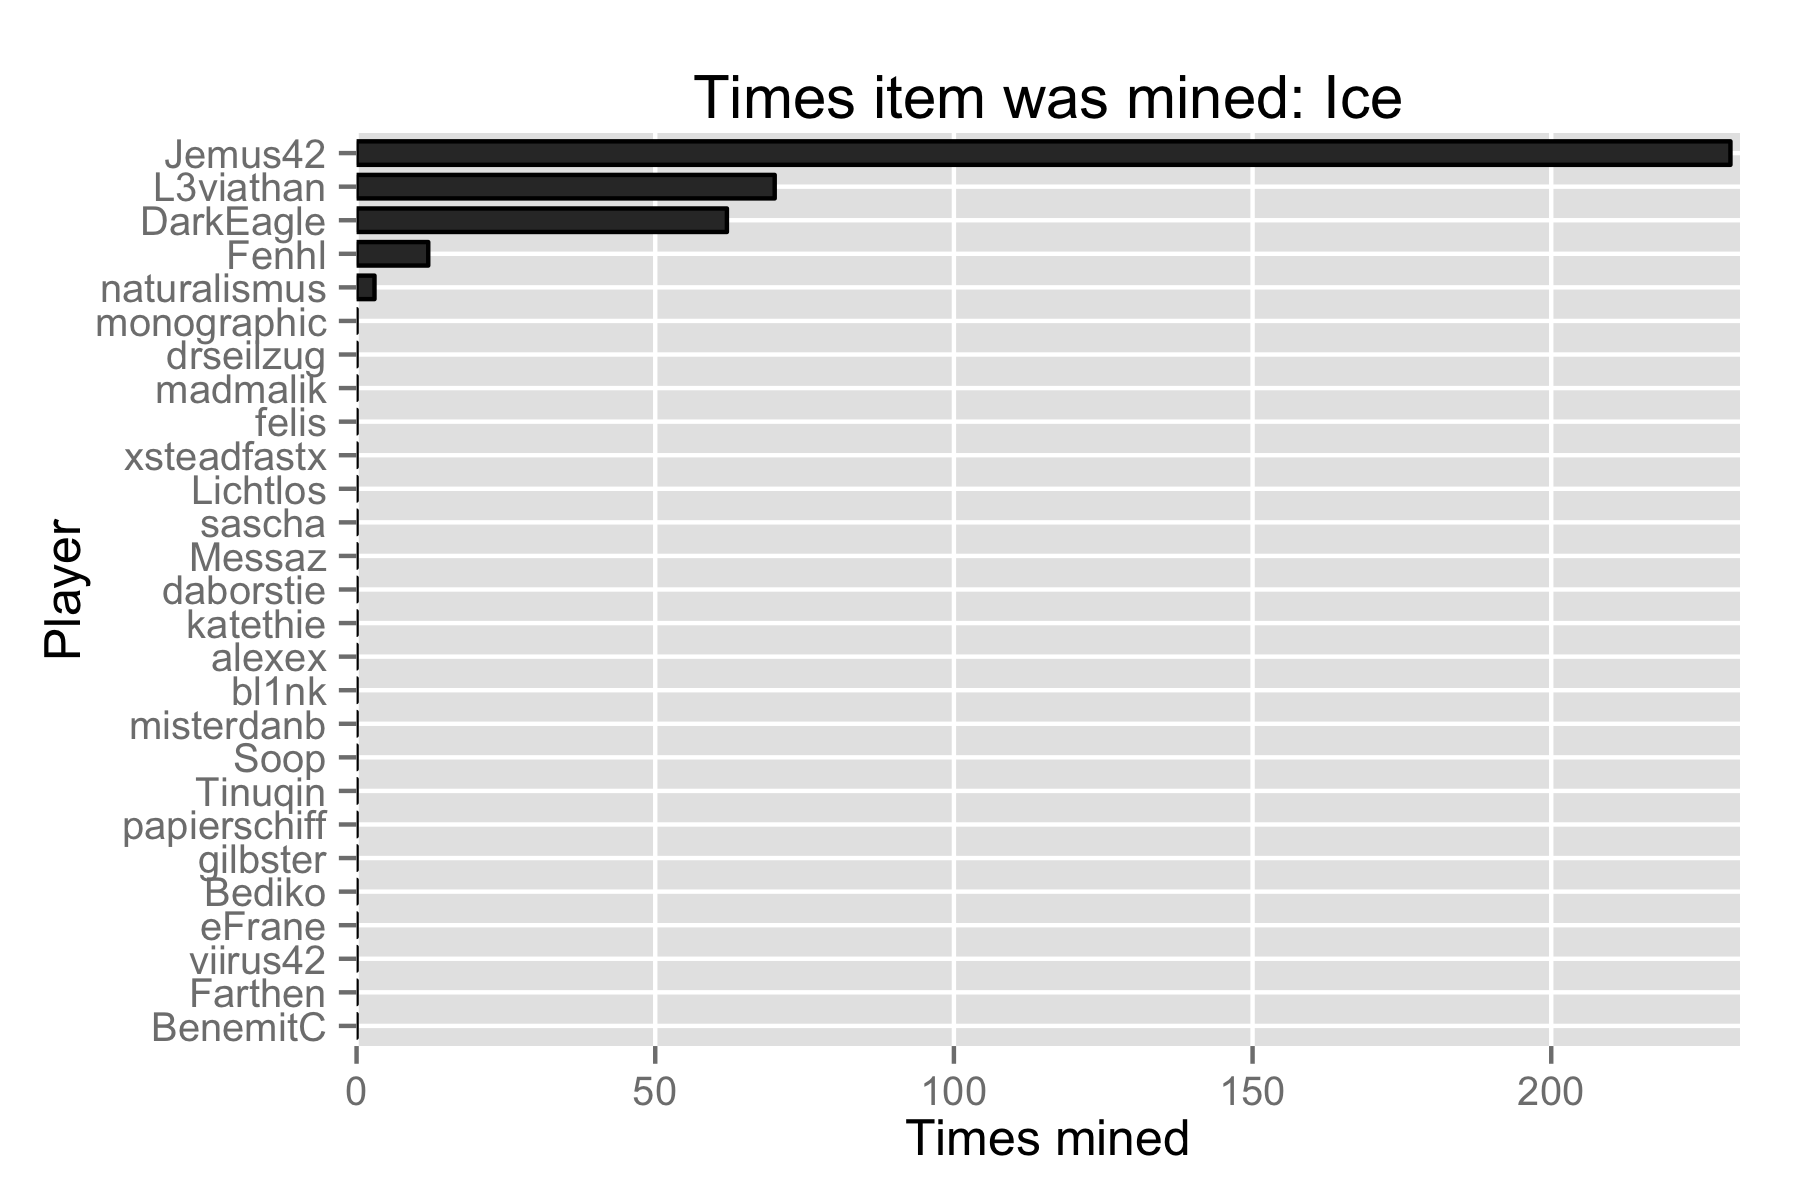 Times item was mined: Ice
Jemus42
L3viathan
DarkEagle
Fenhl
naturalismus
monographic
drseilzug
madmalik
felis
xsteadfastx
Lichtlos
sascha
Messaz
daborstie
katethie
alexex
bl1nk
misterdanb
Soop
Tinuqin
papierschiff
gilbster
Bediko
eFrane
viirus42
Farthen
BenemitC
Player
0 50 100 150 200
Times mined